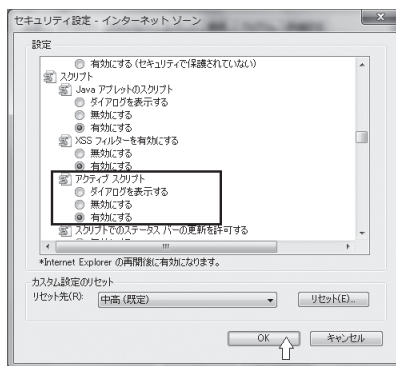 セキュリティ設定 - インターネット ゾーン
設定
有効にする (セキュリティで保護されていない)
スクリプト
Java アプレットのスクリプト
ダイアログを表示する
無効にする
有効にする
XSS フィルターを有効にする
無効にする
有効にする
アクティブ スクリプト
ダイアログを表示する
無効にする
有効にする
スクリプトでのステータス バーの更新を許可する
*Internet Explorer の再開後に有効になります。
カスタム設定のリセット
リセット先(R):
中高 (既定)
リセット(E)...
OK
キャンセル